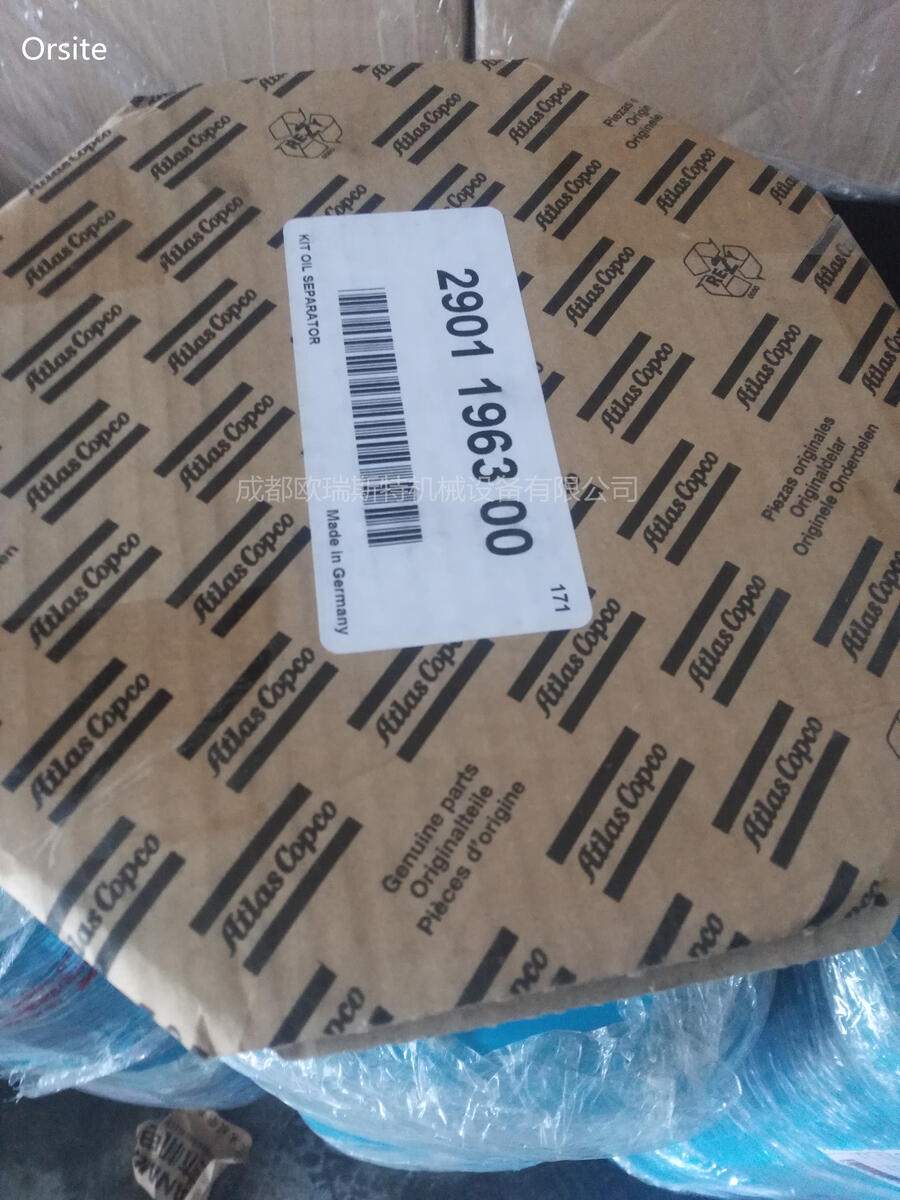 Orsite
Atlas Copco
KIT OIL SEPARATOR
2901 1963 00
Made in Germany
171
成都欧瑞斯特机械设备有限公司
Piezas originales
Originaldelar
Originele Onderdelen
Genuine parts
Originalteile
Pièces d'origine